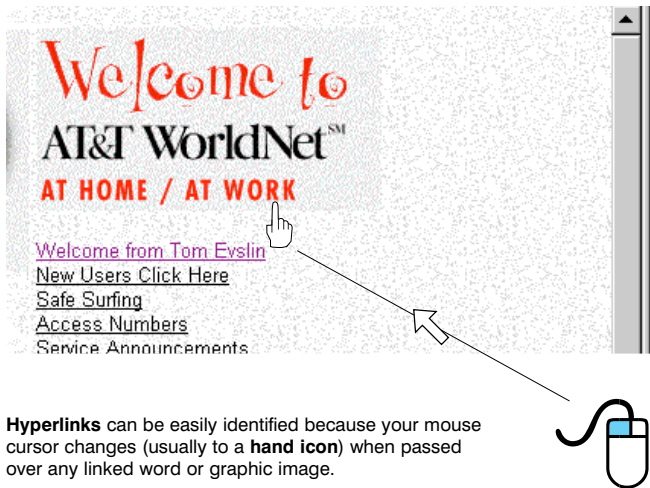 Welcome to
AT&T WorldNet℠
AT HOME / AT WORK
Welcome from Tom Evslin
New Users Click Here
Safe Surfing
Access Numbers
Service Announcements
Hyperlinks can be easily identified because your mouse
cursor changes (usually to a hand icon) when passed
over any linked word or graphic image.